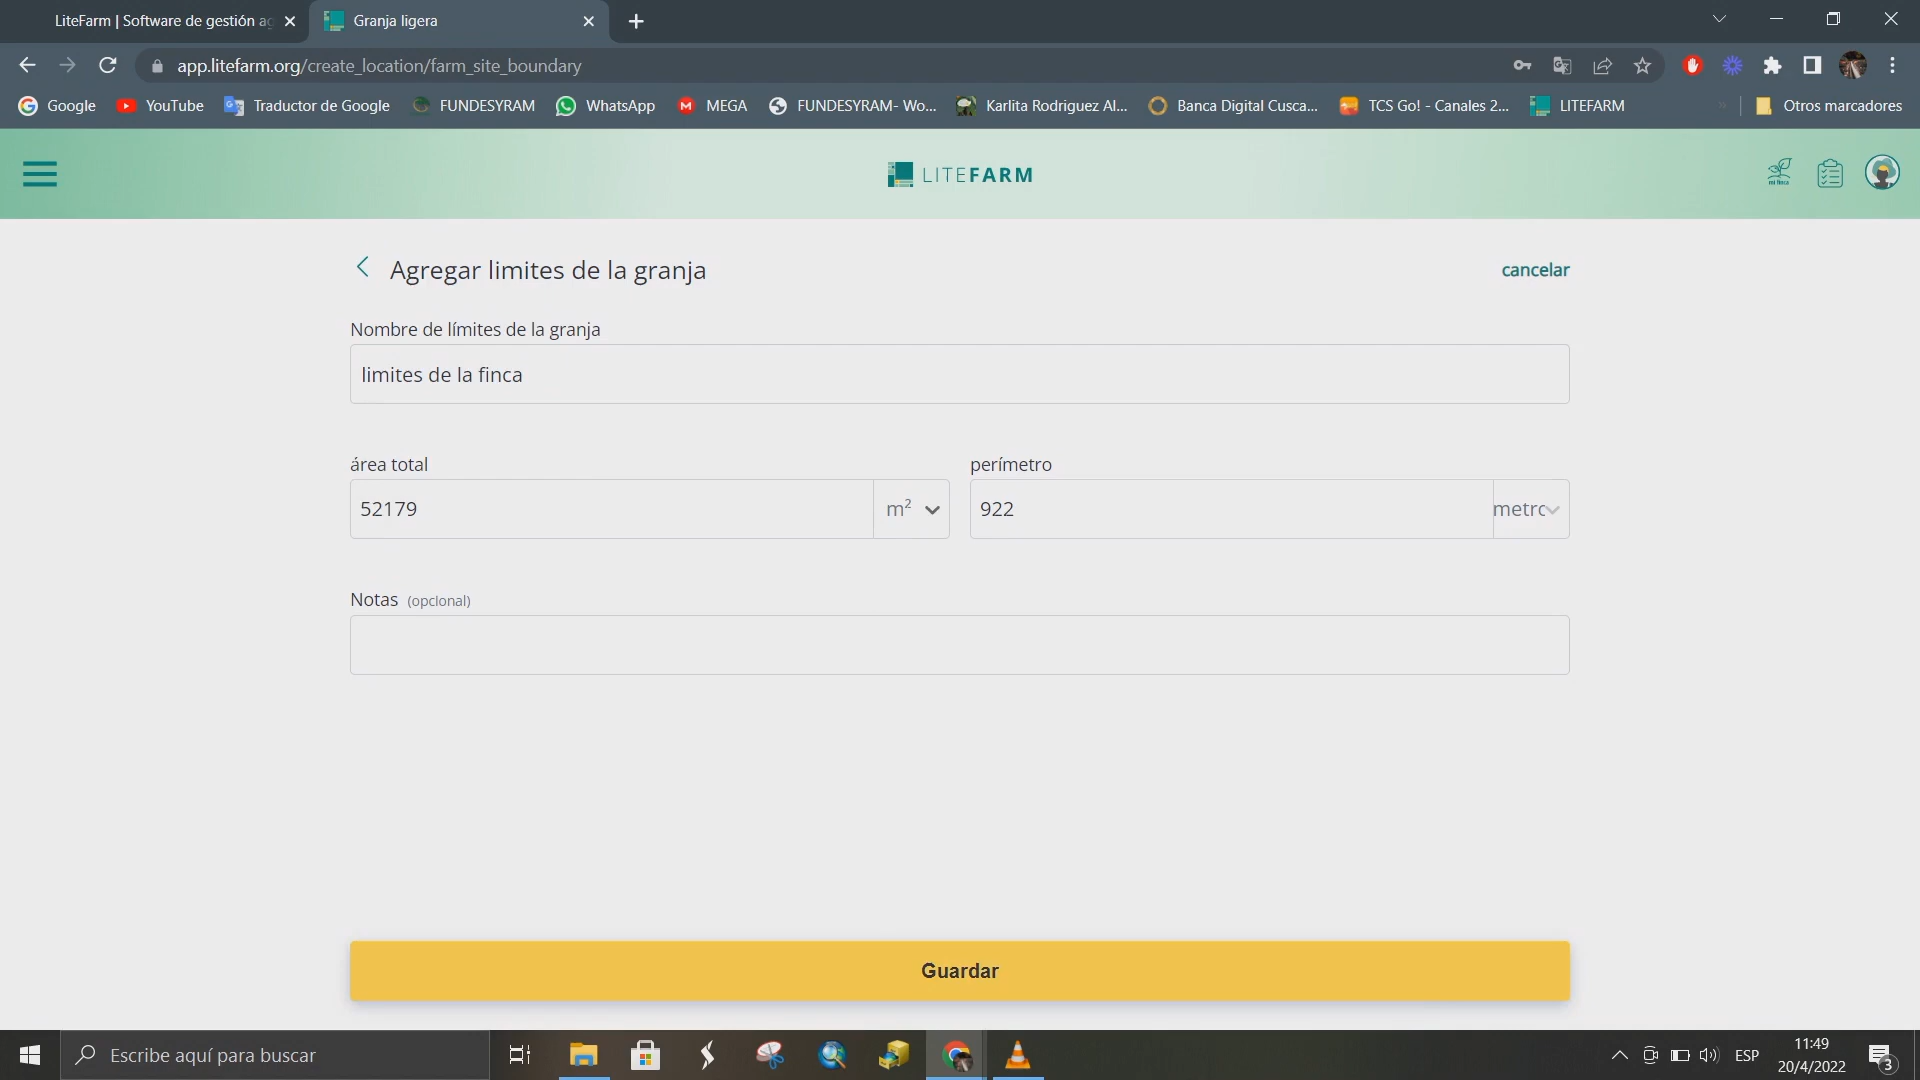 LiteFarm | Software de gestión ag
Granja ligera
app.litefarm.org/create_location/farm_site_boundary
Google
YouTube
Traductor de Google
FUNDESYRAM
WhatsApp
MEGA
FUNDESYRAM- Wo...
Karlita Rodriguez Al...
Banca Digital Cusca...
TCS Go! - Canales 2...
LITEFARM
»
Otros marcadores
LITEFARM
mi finca
Agregar limites de la granja
cancelar
Nombre de límites de la granja
limites de la finca
área total
perímetro
52179
m²
922
metro
Notas (opcional)
Guardar
Escribe aquí para buscar
ESP
11:49
20/4/2022
3